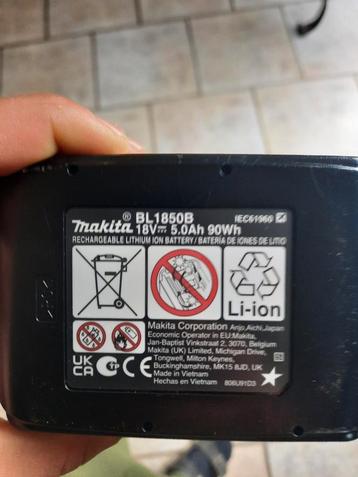 makita® BL1850B IEC61960
18V⎓ 5.0Ah 90Wh
RECHARGEABLE LITHIUM ION BATTERY / BATERÍA DE IONES DE LITIO
Li-ion
Makita Corporation Anjo,Aichi,Japan
Economic Operator in EU:Makita,
Jan-Baptist Vinkstraat 2, 3070, Belgium
Makita (UK) Limited, Michigan Drive,
Tongwell, Milton Keynes,
Buckinghamshire, MK15 8JD, UK
Made in Vietnam
Hechas en Vietnam 806U91D3
UK
CA
CE